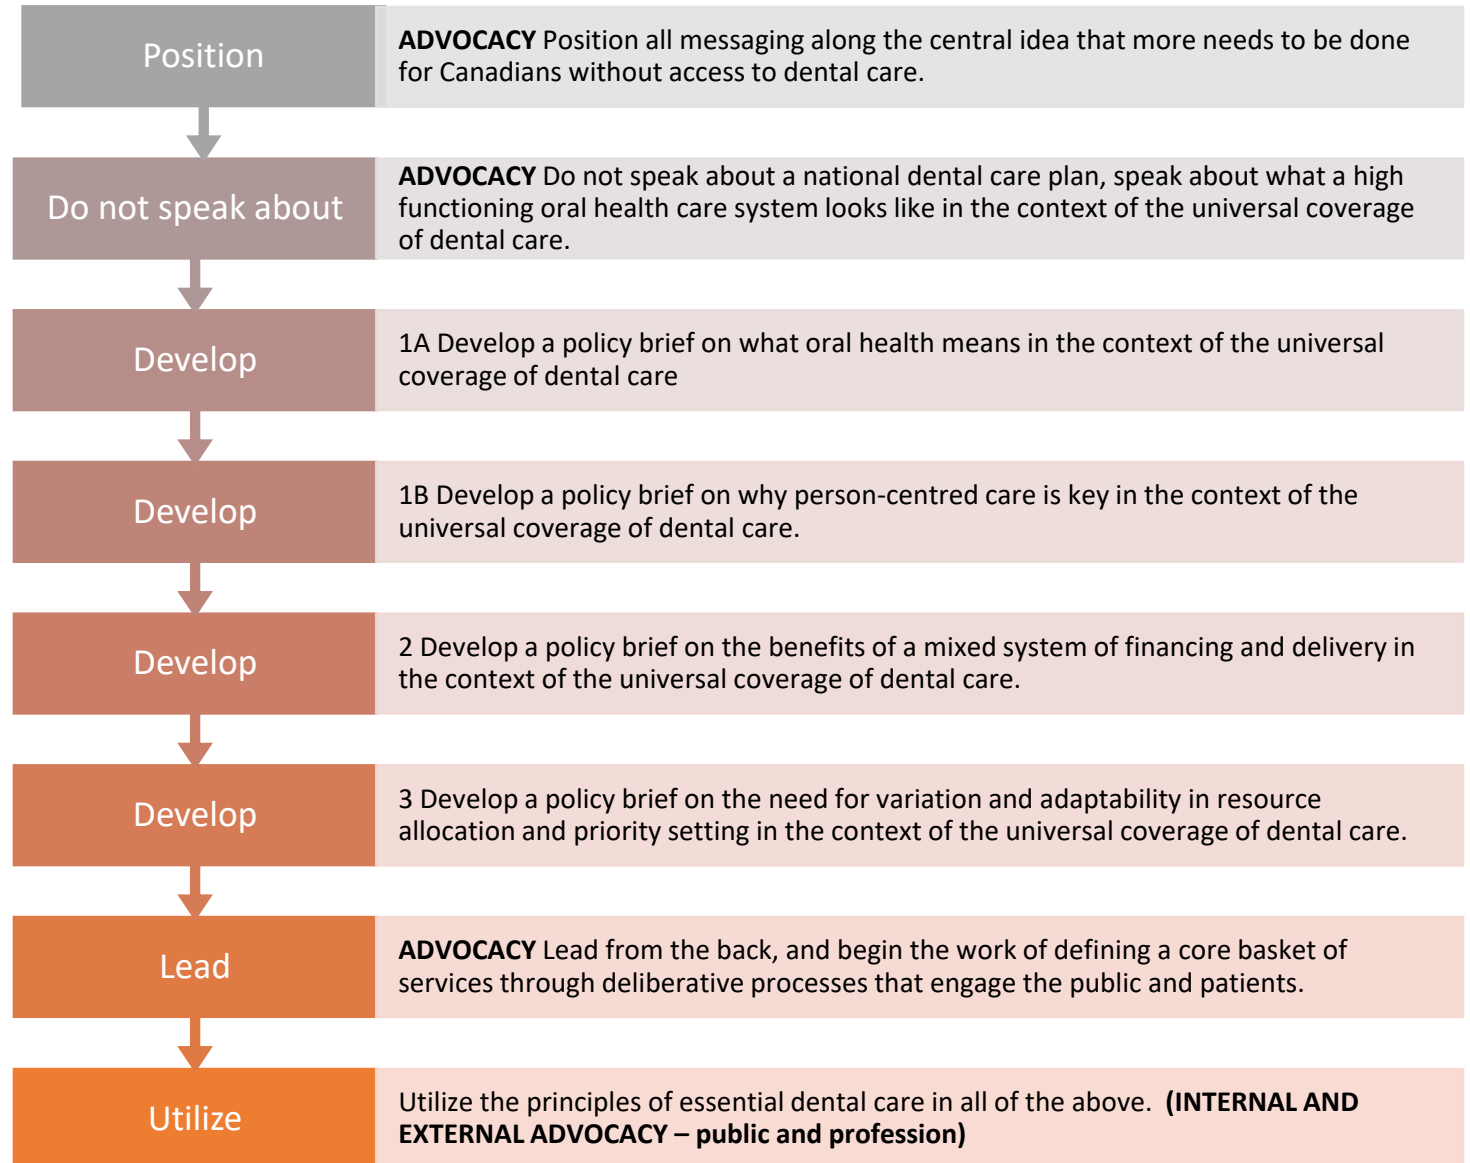 Position
ADVOCACY Position all messaging along the central idea that more needs to be done
for Canadians without access to dental care.
Do not speak about
ADVOCACY Do not speak about a national dental care plan, speak about what a high
functioning oral health care system looks like in the context of the universal coverage
of dental care.
Develop
1A Develop a policy brief on what oral health means in the context of the universal
coverage of dental care
Develop
1B Develop a policy brief on why person-centred care is key in the context of the
universal coverage of dental care.
Develop
2 Develop a policy brief on the benefits of a mixed system of financing and delivery in
the context of the universal coverage of dental care.
Develop
3 Develop a policy brief on the need for variation and adaptability in resource
allocation and priority setting in the context of the universal coverage of dental care.
Lead
ADVOCACY Lead from the back, and begin the work of defining a core basket of
services through deliberative processes that engage the public and patients.
Utilize
Utilize the principles of essential dental care in all of the above. (INTERNAL AND
EXTERNAL ADVOCACY – public and profession)